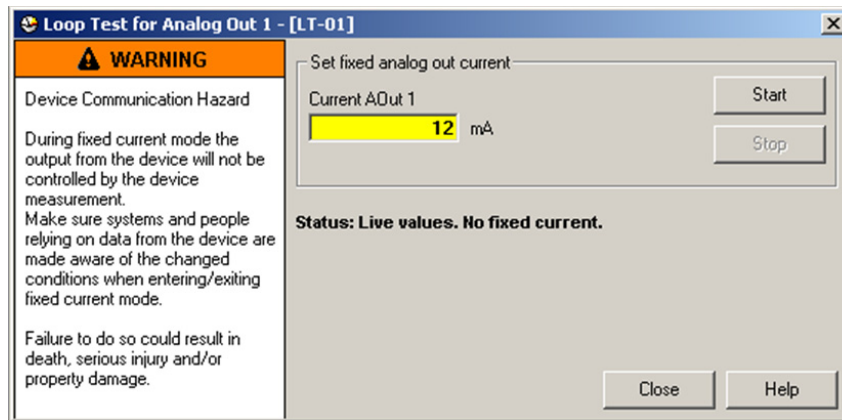 Loop Test for Analog Out 1 - [LT-01]
WARNING
Device Communication Hazard
During fixed current mode the
output from the device will not be
controlled by the device
measurement.
Make sure systems and people
relying on data from the device are
made aware of the changed
conditions when entering/exiting
fixed current mode.
Failure to do so could result in
death, serious injury and/or
property damage.
Set fixed analog out current
Current AOut 1
12 mA
Start
Stop
Status: Live values. No fixed current.
Close
Help